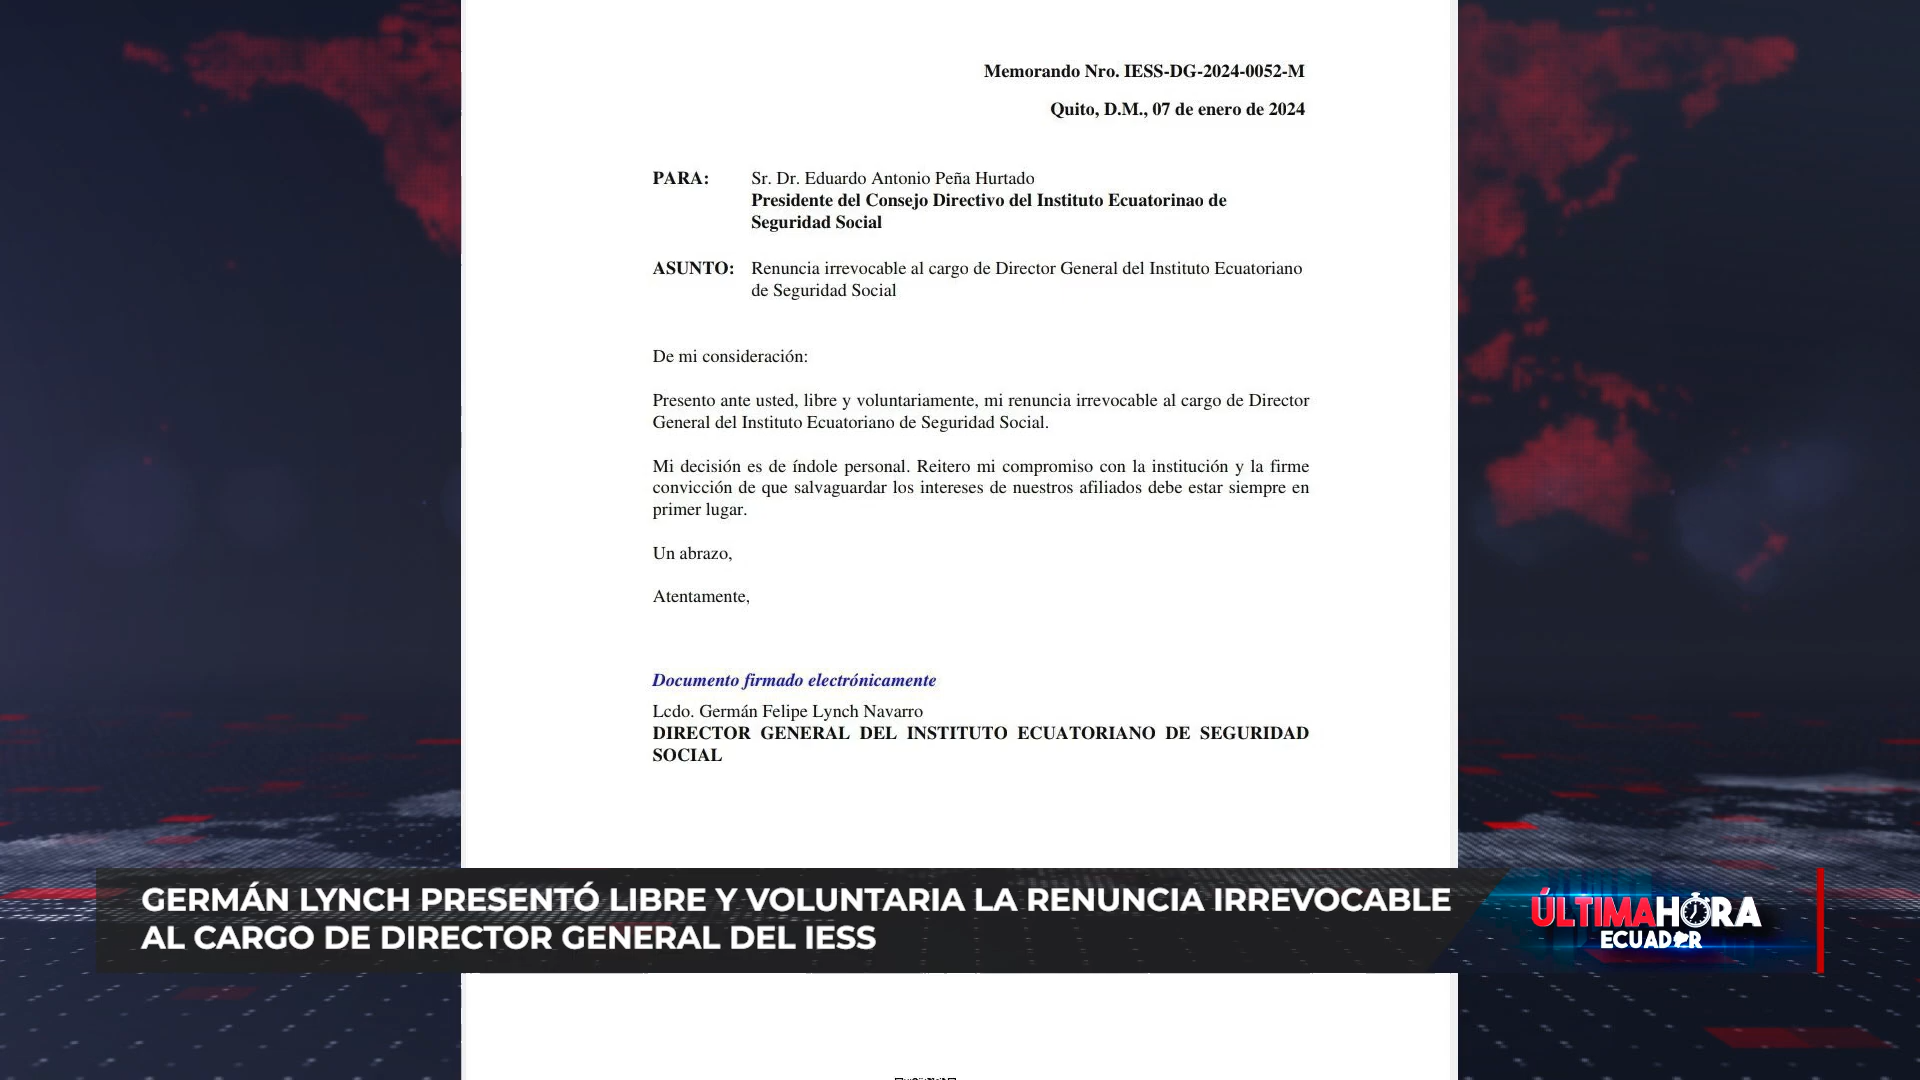 Memorando Nro. IESS-DG-2024-0052-M
Quito, D.M., 07 de enero de 2024
PARA: Sr. Dr. Eduardo Antonio Peña Hurtado
Presidente del Consejo Directivo del Instituto Ecuatorinao de
Seguridad Social
ASUNTO: Renuncia irrevocable al cargo de Director General del Instituto Ecuatoriano
de Seguridad Social
De mi consideración:
Presento ante usted, libre y voluntariamente, mi renuncia irrevocable al cargo de Director
General del Instituto Ecuatoriano de Seguridad Social.
Mi decisión es de índole personal. Reitero mi compromiso con la institución y la firme
convicción de que salvaguardar los intereses de nuestros afiliados debe estar siempre en
primer lugar.
Un abrazo,
Atentamente,
Documento firmado electrónicamente
Lcdo. Germán Felipe Lynch Navarro
DIRECTOR GENERAL DEL INSTITUTO ECUATORIANO DE SEGURIDAD
SOCIAL
GERMÁN LYNCH PRESENTÓ LIBRE Y VOLUNTARIA LA RENUNCIA IRREVOCABLE
AL CARGO DE DIRECTOR GENERAL DEL IESS
ÚLTIMAHORA
ECUADOR